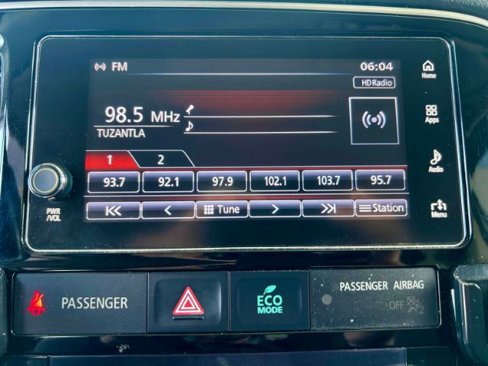 FM 06:04
HD Radio
Home
98.5 MHz
TUZANTLA
Apps
1 2
Audio
93.7 92.1 97.9 102.1 103.7 95.7
PWR
/VOL
Tune Station
Menu
PASSENGER
ECO
MODE
PASSENGER AIRBAG
OFF 2